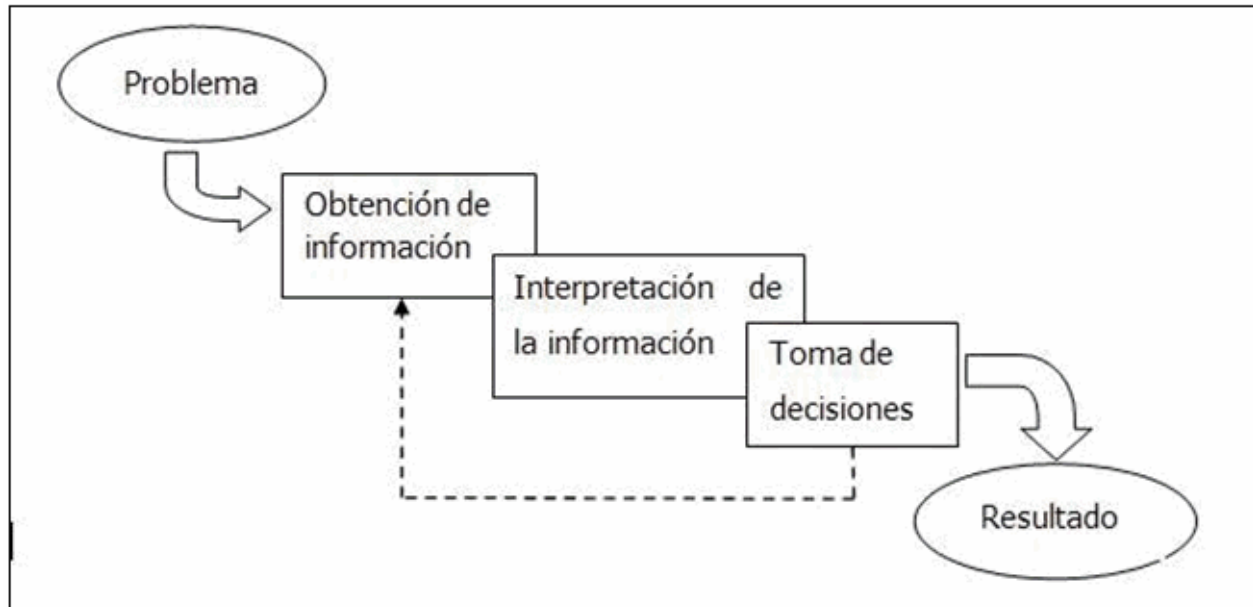 Problema
Obtención de
información
Interpretación de
la información
Toma de
decisiones
Resultado